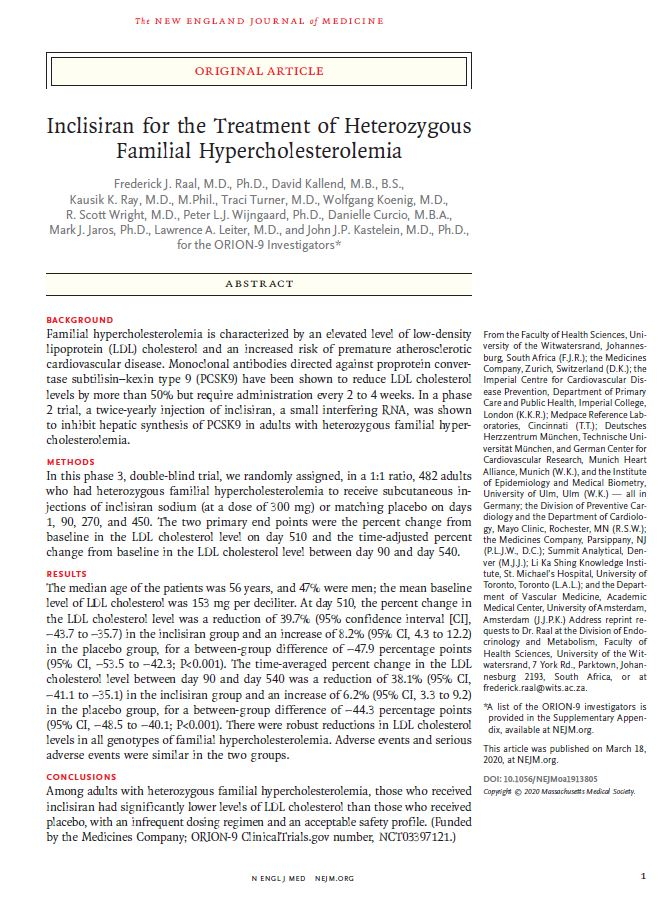 The NEW ENGLAND JOURNAL of MEDICINE
ORIGINAL ARTICLE
Inclisiran for the Treatment of Heterozygous
Familial Hypercholesterolemia
Frederick J. Raal, M.D., Ph.D., David Kallend, M.B., B.S.,
Kausik K. Ray, M.D., M.Phil., Traci Turner, M.D., Wolfgang Koenig, M.D.,
R. Scott Wright, M.D., Peter L.J. Wijngaard, Ph.D., Danielle Curcio, M.B.A.,
Mark J. Jaros, Ph.D., Lawrence A. Leiter, M.D., and John J.P. Kastelein, M.D., Ph.D.,
for the ORION-9 Investigators*
ABSTRACT
BACKGROUND
Familial hypercholesterolemia is characterized by an elevated level of low-density
lipoprotein (LDL) cholesterol and an increased risk of premature atherosclerotic
cardiovascular disease. Monoclonal antibodies directed against proprotein conver-
tase subtilisin–kexin type 9 (PCSK9) have been shown to reduce LDL cholesterol
levels by more than 50% but require administration every 2 to 4 weeks. In a phase
2 trial, a twice-yearly injection of inclisiran, a small interfering RNA, was shown
to inhibit hepatic synthesis of PCSK9 in adults with heterozygous familial hyper-
cholesterolemia.
METHODS
In this phase 3, double-blind trial, we randomly assigned, in a 1:1 ratio, 482 adults
who had heterozygous familial hypercholesterolemia to receive subcutaneous in-
jections of inclisiran sodium (at a dose of 300 mg) or matching placebo on days
1, 90, 270, and 450. The two primary end points were the percent change from
baseline in the LDL cholesterol level on day 510 and the time-adjusted percent
change from baseline in the LDL cholesterol level between day 90 and day 540.
RESULTS
The median age of the patients was 56 years, and 47% were men; the mean baseline
level of LDL cholesterol was 153 mg per deciliter. At day 510, the percent change in
the LDL cholesterol level was a reduction of 39.7% (95% confidence interval [CI],
−43.7 to −35.7) in the inclisiran group and an increase of 8.2% (95% CI, 4.3 to 12.2)
in the placebo group, for a between-group difference of −47.9 percentage points
(95% CI, −53.5 to −42.3; P<0.001). The time-averaged percent change in the LDL
cholesterol level between day 90 and day 540 was a reduction of 38.1% (95% CI,
−41.1 to −35.1) in the inclisiran group and an increase of 6.2% (95% CI, 3.3 to 9.2)
in the placebo group, for a between-group difference of −44.3 percentage points
(95% CI, −48.5 to −40.1; P<0.001). There were robust reductions in LDL cholesterol
levels in all genotypes of familial hypercholesterolemia. Adverse events and serious
adverse events were similar in the two groups.
CONCLUSIONS
Among adults with heterozygous familial hypercholesterolemia, those who received
inclisiran had significantly lower levels of LDL cholesterol than those who received
placebo, with an infrequent dosing regimen and an acceptable safety profile. (Funded
by the Medicines Company; ORION-9 ClinicalTrials.gov number, NCT03397121.)
From the Faculty of Health Sciences, Uni-
versity of the Witwatersrand, Johannes-
burg, South Africa (F.J.R.); the Medicines
Company, Zurich, Switzerland (D.K.); the
Imperial Centre for Cardiovascular Dis-
ease Prevention, Department of Primary
Care and Public Health, Imperial College,
London (K.K.R.); Medpace Reference Lab-
oratories, Cincinnati (T.T.); Deutsches
Herzzentrum München, Technische Uni-
versität München, and German Center for
Cardiovascular Research, Munich Heart
Alliance, Munich (W.K.), and the Institute
of Epidemiology and Medical Biometry,
University of Ulm, Ulm (W.K.) — all in
Germany; the Division of Preventive Car-
diology and the Department of Cardiolo-
gy, Mayo Clinic, Rochester, MN (R.S.W.);
the Medicines Company, Parsippany, NJ
(P.L.J.W., D.C.); Summit Analytical, Den-
ver (M.J.J.); Li Ka Shing Knowledge Insti-
tute, St. Michael's Hospital, University of
Toronto, Toronto (L.A.L.); and the Depart-
ment of Vascular Medicine, Academic
Medical Center, University of Amsterdam,
Amsterdam (J.J.P.K.) Address reprint re-
quests to Dr. Raal at the Division of Endo-
crinology and Metabolism, Faculty of
Health Sciences, University of the Wit-
watersrand, 7 York Rd., Parktown, Johan-
nesburg 2193, South Africa, or at
frederick.raal@wits.ac.za.
*A list of the ORION-9 investigators is
provided in the Supplementary Appen-
dix, available at NEJM.org.
This article was published on March 18,
2020, at NEJM.org.
DOI: 10.1056/NEJMoa1913805
Copyright © 2020 Massachusetts Medical Society.
N ENGL J MED NEJM.ORG
1